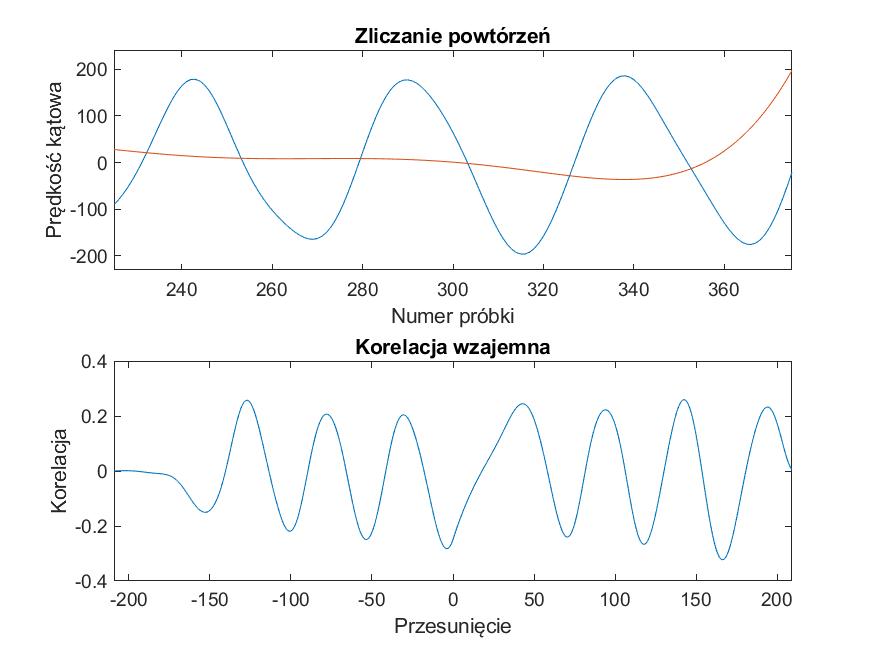 Zliczanie powtórzeń
Prędkość kątowa
200
100
0
-100
-200
240 260 280 300 320 340 360
Numer próbki
Korelacja wzajemna
Korelacja
0.4
0.2
0
-0.2
-0.4
-200 -150 -100 -50 0 50 100 150 200
Przesunięcie